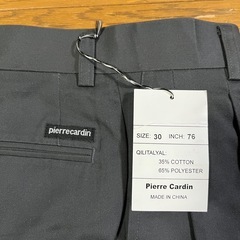 pierrecardin
SIZE: 30 INCH: 76
QILITALYAL:
35% COTTON
65% POLYESTER
Pierre Cardin
MADE IN CHINA